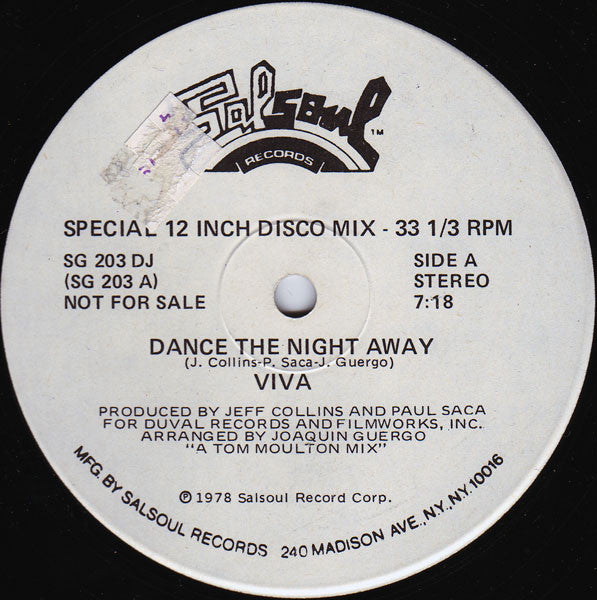 Salsoul
TM
RECORDS
SPECIAL 12 INCH DISCO MIX - 33 1/3 RPM
SG 203 DJ
(SG 203 A)
NOT FOR SALE
SIDE A
STEREO
7:18
DANCE THE NIGHT AWAY
(J. Collins-P. Saca-J. Guergo)
VIVA
PRODUCED BY JEFF COLLINS AND PAUL SACA
FOR DUVAL RECORDS AND FILMWORKS, INC.
ARRANGED BY JOAQUIN GUERGO
"A TOM MOULTON MIX"
℗ 1978 Salsoul Record Corp.
MFG. BY SALSOUL RECORDS 240 MADISON AVE., N.Y., N.Y. 10016